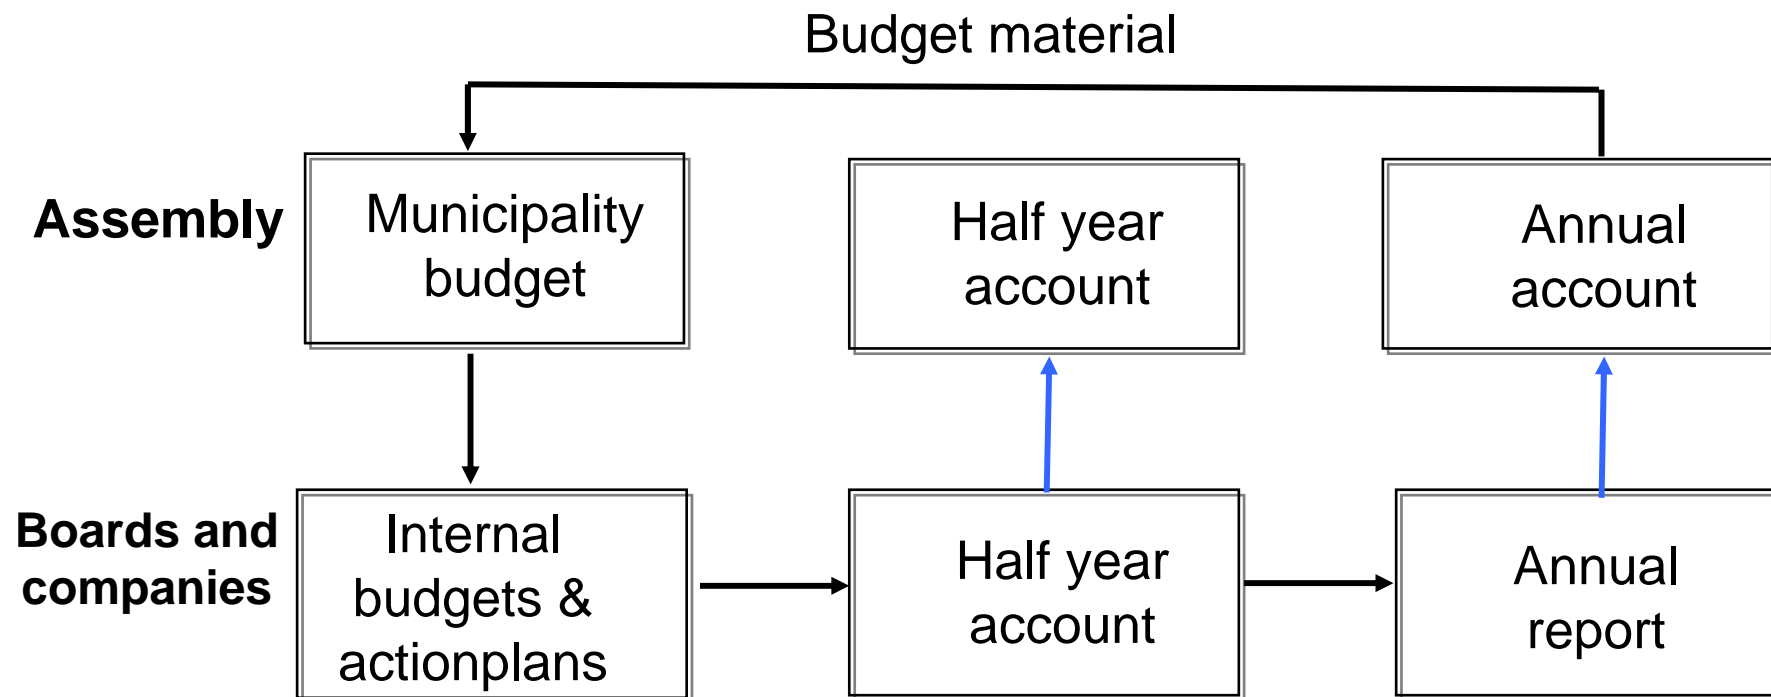 Budget material
Assembly
Municipality
budget
Half year
account
Annual
account
Boards and
companies
Internal
budgets &
actionplans
Half year
account
Annual
report